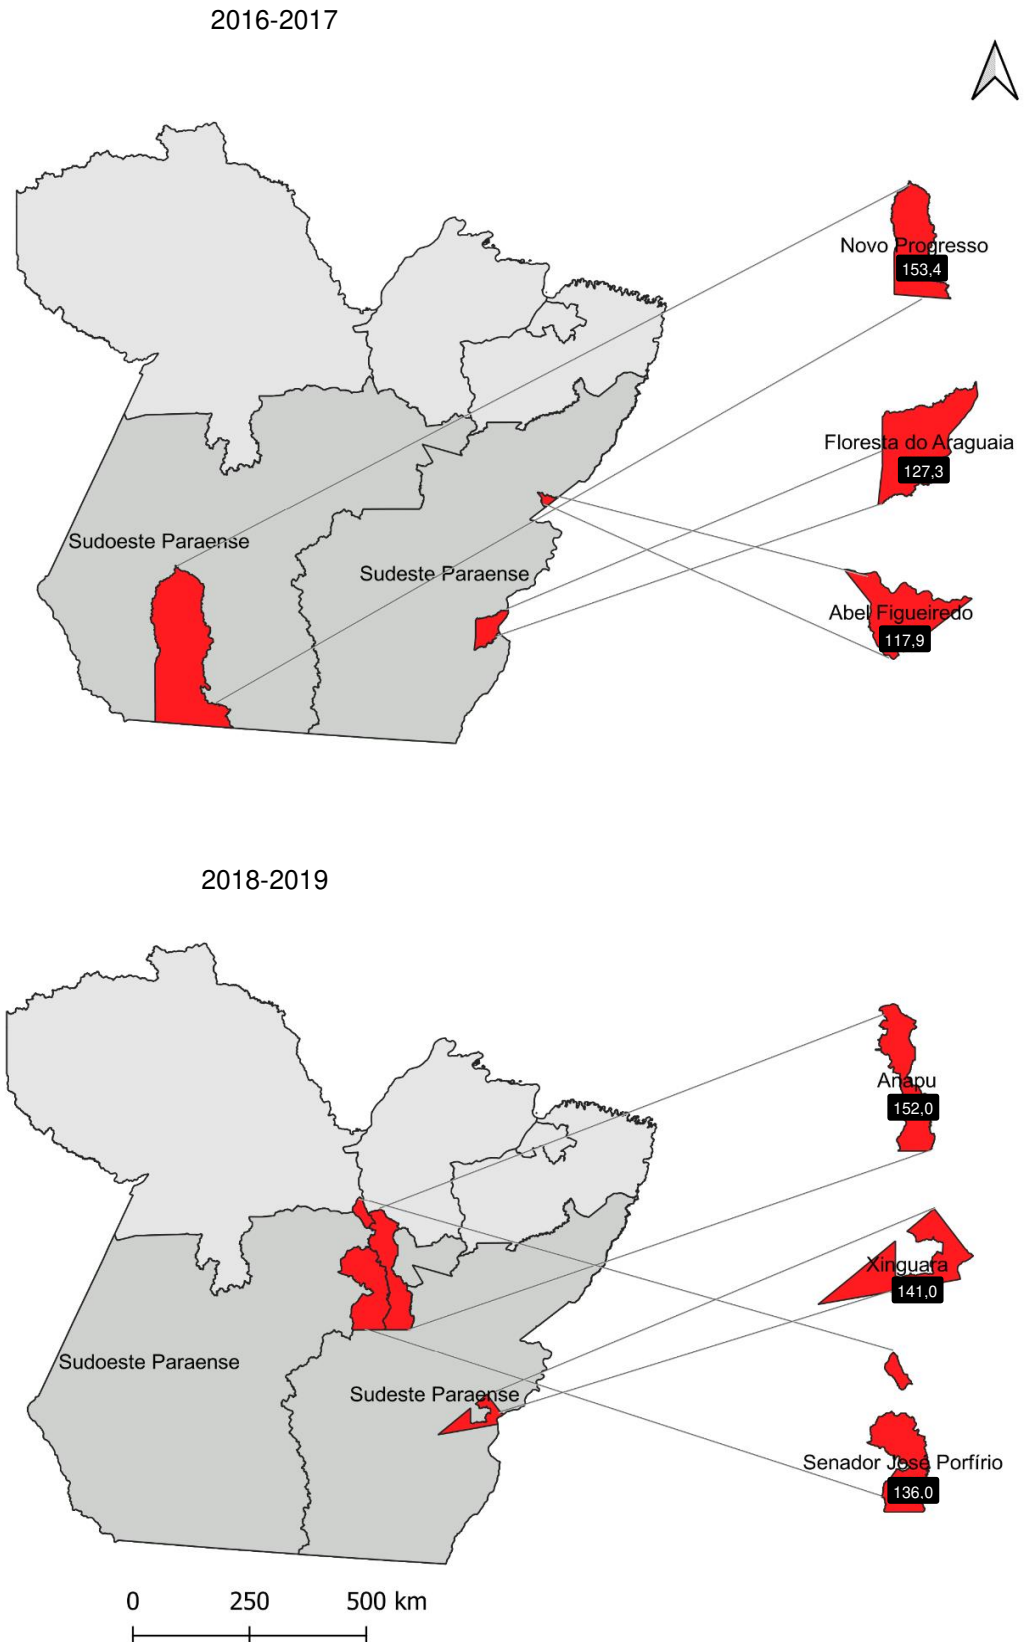 2016-2017
Novo Progresso
153,4
Floresta do Araguaia
127,3
Sudoeste Paraense
Sudeste Paraense
Abel Figueiredo
117,9
2018-2019
Anapu
152,0
Xinguara
141,0
Sudoeste Paraense
Sudeste Paraense
Senador José Porfírio
136,0
0 250 500 km